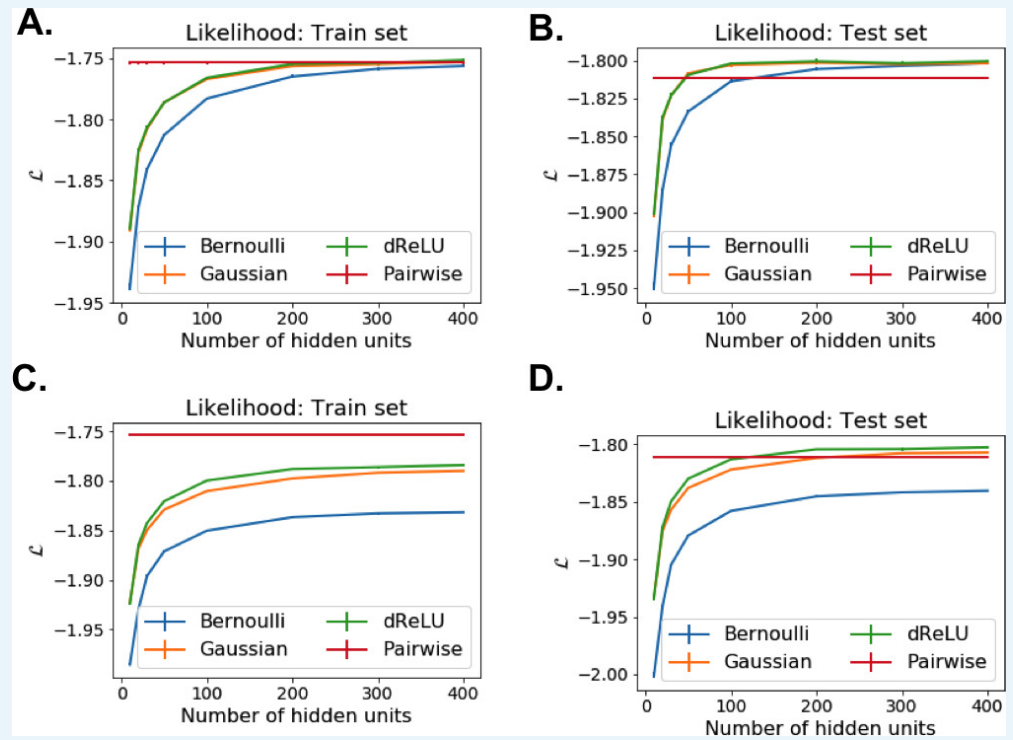 A.
Likelihood: Train set
−1.75
−1.80
−1.85
−1.90
−1.95
ℒ
Bernoulli
Gaussian
dReLU
Pairwise
0 100 200 300 400
Number of hidden units
B.
Likelihood: Test set
−1.800
−1.825
−1.850
−1.875
−1.900
−1.925
−1.950
ℒ
Bernoulli
Gaussian
dReLU
Pairwise
0 100 200 300 400
Number of hidden units
C.
Likelihood: Train set
−1.75
−1.80
−1.85
−1.90
−1.95
ℒ
Bernoulli
Gaussian
dReLU
Pairwise
0 100 200 300 400
Number of hidden units
D.
Likelihood: Test set
−1.80
−1.85
−1.90
−1.95
−2.00
ℒ
Bernoulli
Gaussian
dReLU
Pairwise
0 100 200 300 400
Number of hidden units